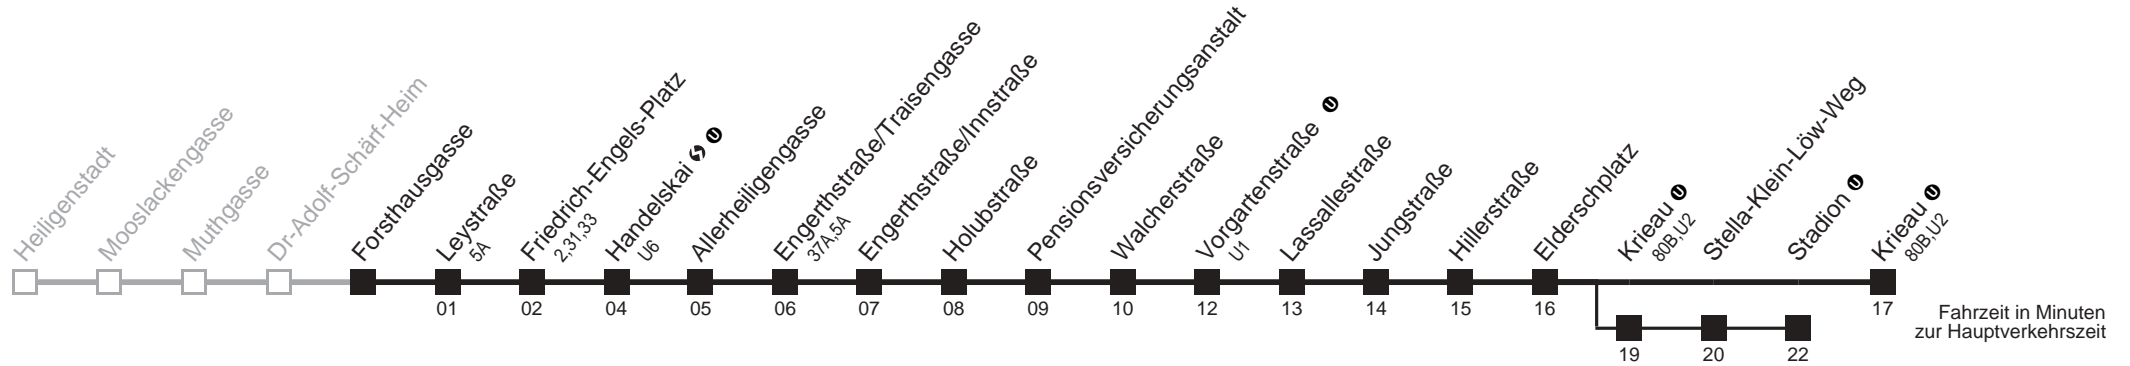 Heiligenstadt
Mooslackengasse
Muthgasse
Dr-Adolf-Schärf-Heim
Forsthausgasse
Leystraße
5A
01
Friedrich-Engels-Platz
2,31,33
02
Handelskai U
U6
04
Allerheiligengasse
05
Engerthstraße/Traisengasse
37A,5A
06
Engerthstraße/Innstraße
07
Holubstraße
08
Pensionsversicherungsanstalt
09
Walcherstraße
10
Vorgartenstraße U
U1
12
Lassallestraße
13
Jungstraße
14
Hillerstraße
15
Elderschplatz
16
Krieau U
80B,U2
19
Stella-Klein-Löw-Weg
20
Stadion U
22
Krieau U
80B,U2
17
Fahrzeit in Minuten
zur Hauptverkehrszeit